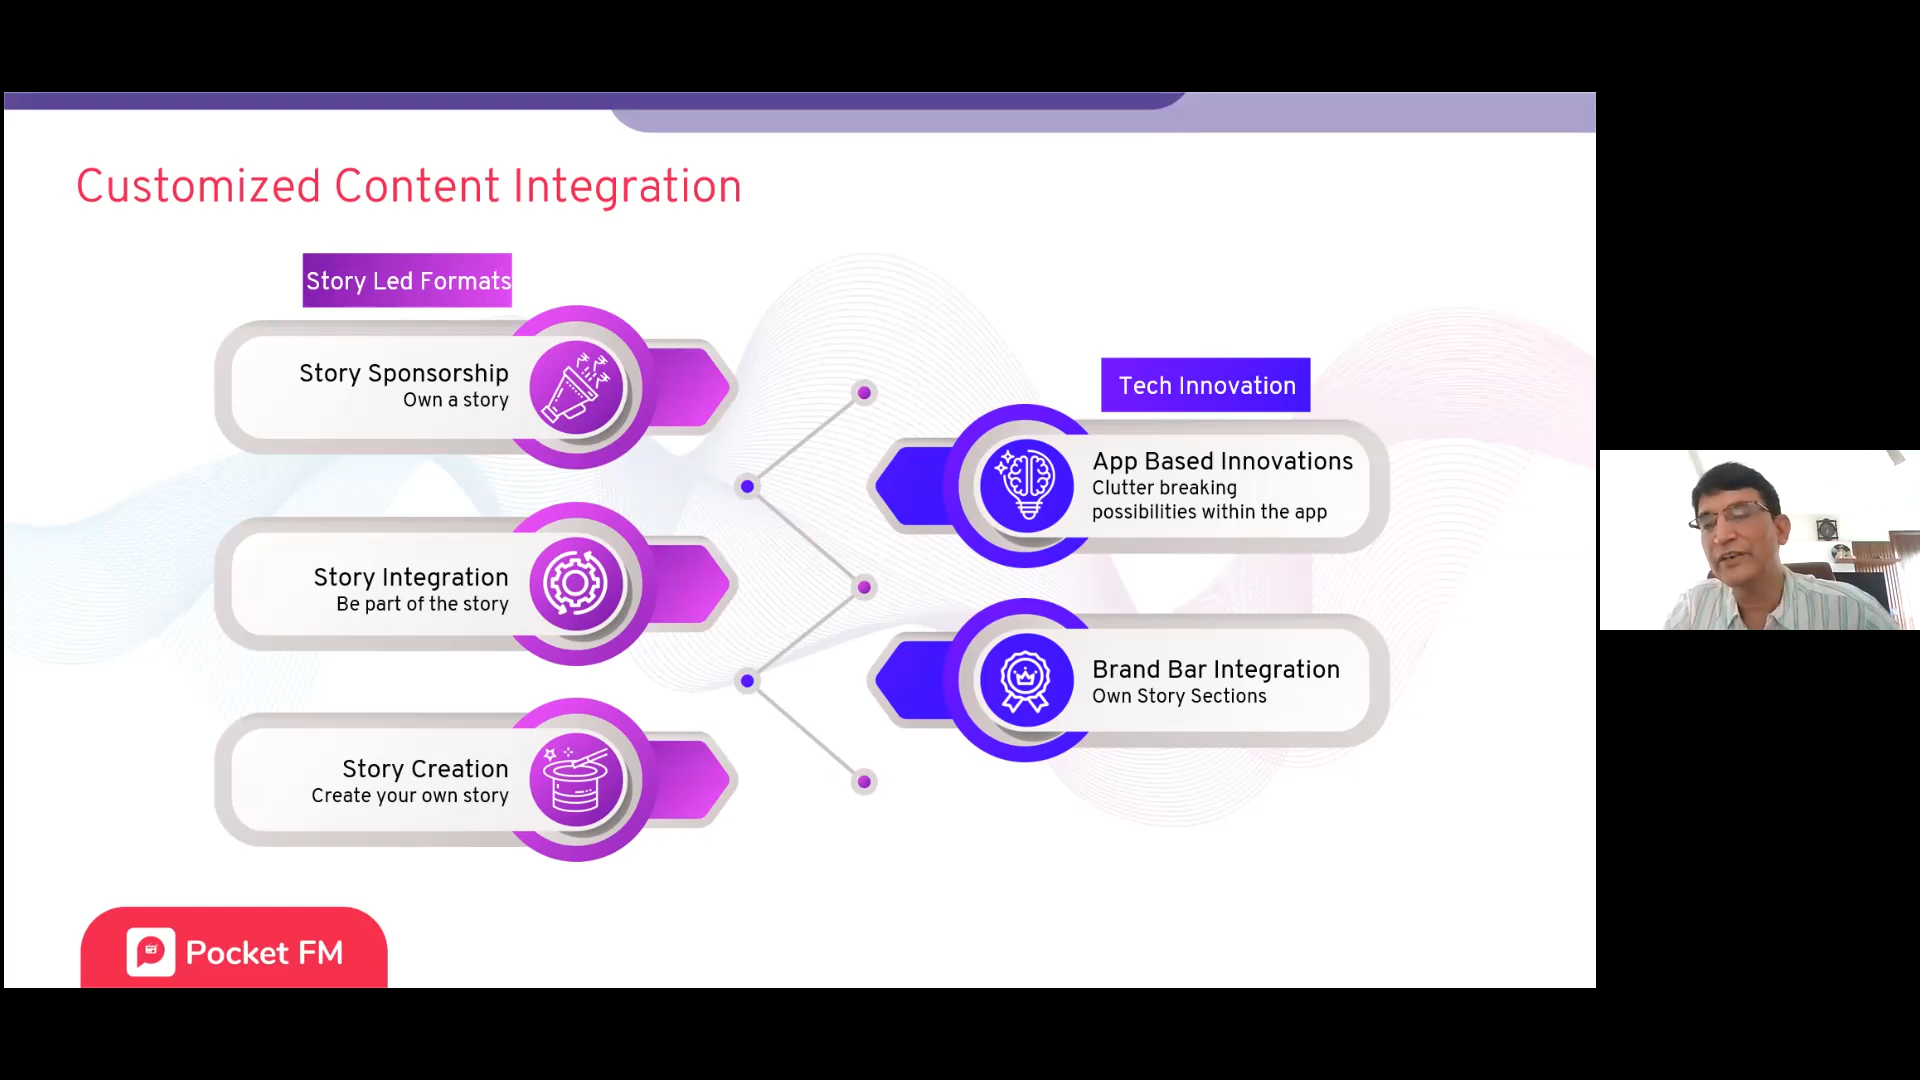 Customized Content Integration
Story Led Formats
Story Sponsorship
Own a story
Story Integration
Be part of the story
Story Creation
Create your own story
Tech Innovation
App Based Innovations
Clutter breaking
possibilities within the app
Brand Bar Integration
Own Story Sections
Pocket FM